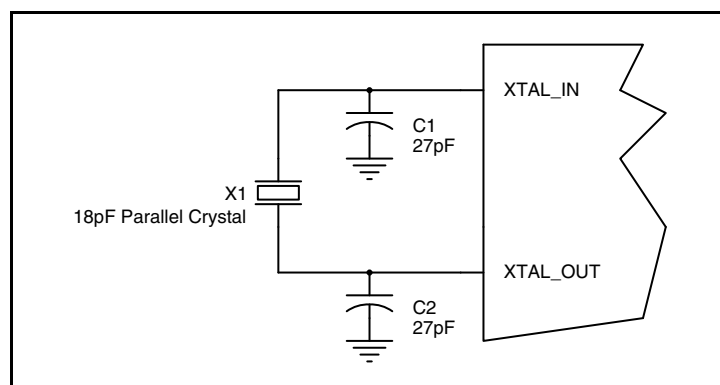 XTAL_IN
C1
27pF
X1
18pF Parallel Crystal
XTAL_OUT
C2
27pF